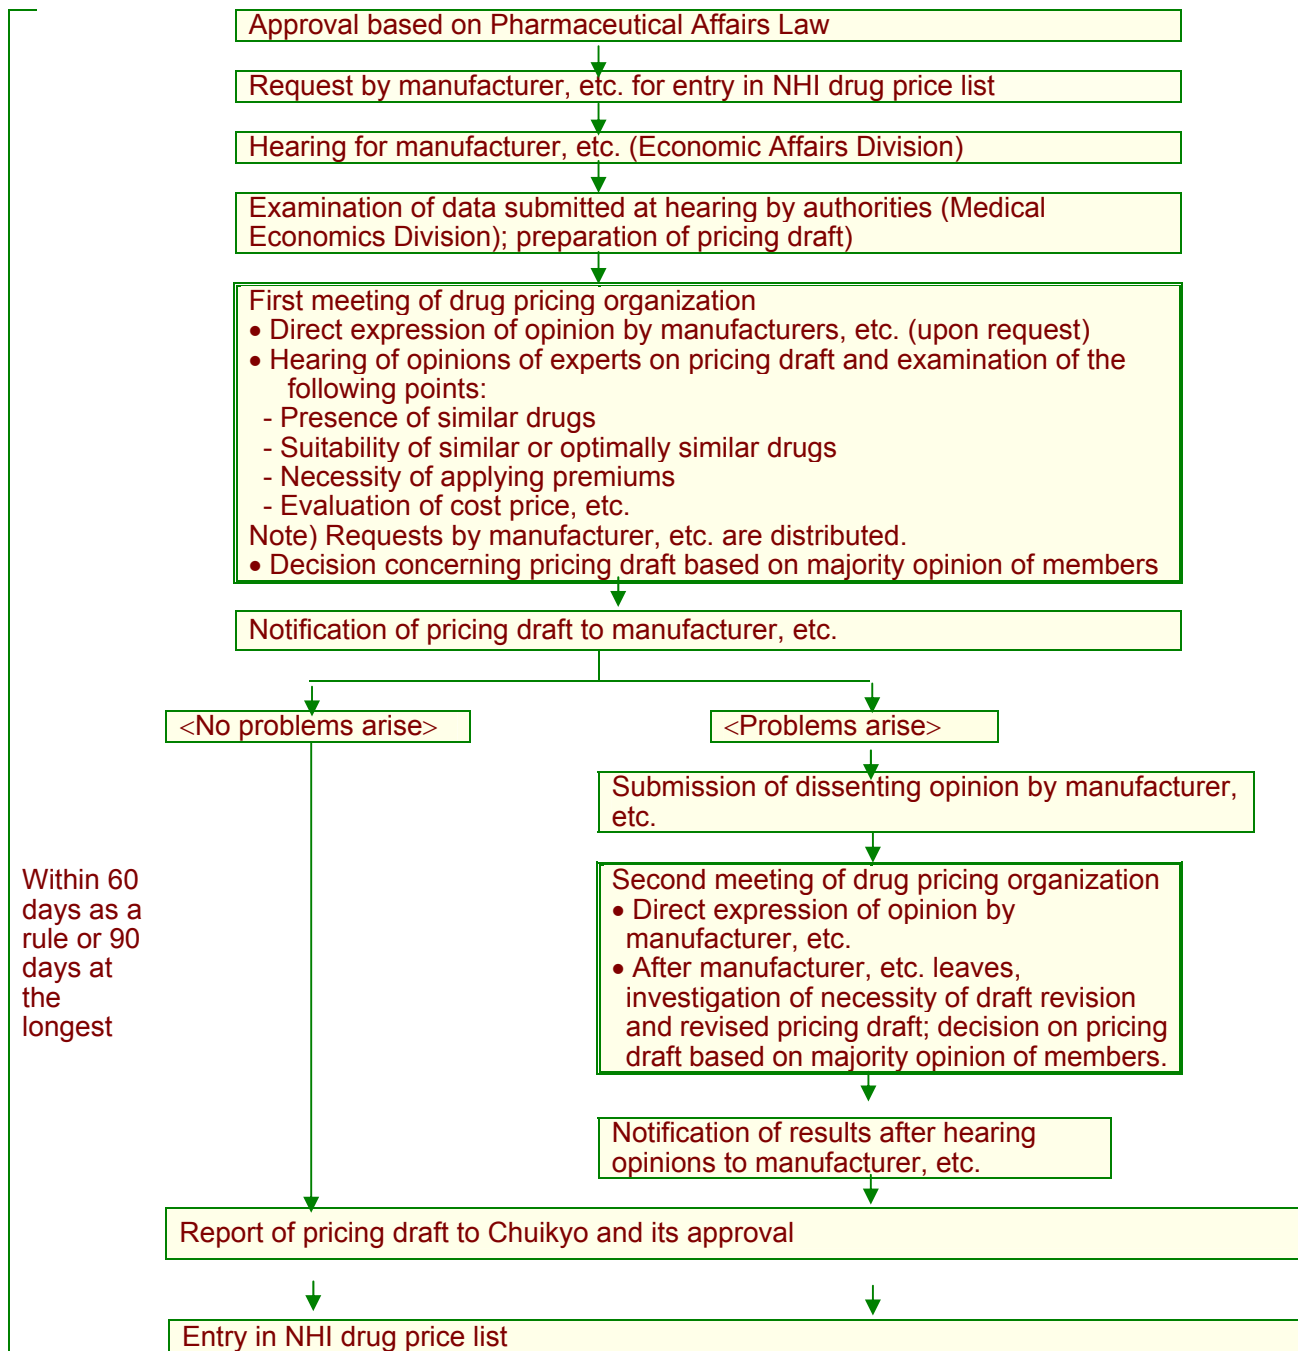 Approval based on Pharmaceutical Affairs Law
Request by manufacturer, etc. for entry in NHI drug price list
Hearing for manufacturer, etc. (Economic Affairs Division)
Examination of data submitted at hearing by authorities (Medical
Economics Division); preparation of pricing draft)
First meeting of drug pricing organization
• Direct expression of opinion by manufacturers, etc. (upon request)
• Hearing of opinions of experts on pricing draft and examination of the
following points:
- Presence of similar drugs
- Suitability of similar or optimally similar drugs
- Necessity of applying premiums
- Evaluation of cost price, etc.
Note) Requests by manufacturer, etc. are distributed.
• Decision concerning pricing draft based on majority opinion of members
Notification of pricing draft to manufacturer, etc.
<No problems arise>
<Problems arise>
Submission of dissenting opinion by manufacturer,
etc.
Second meeting of drug pricing organization
• Direct expression of opinion by
manufacturer, etc.
• After manufacturer, etc. leaves,
investigation of necessity of draft revision
and revised pricing draft; decision on pricing
draft based on majority opinion of members.
Within 60
days as a
rule or 90
days at
the
longest
Notification of results after hearing
opinions to manufacturer, etc.
Report of pricing draft to Chuikyo and its approval
Entry in NHI drug price list